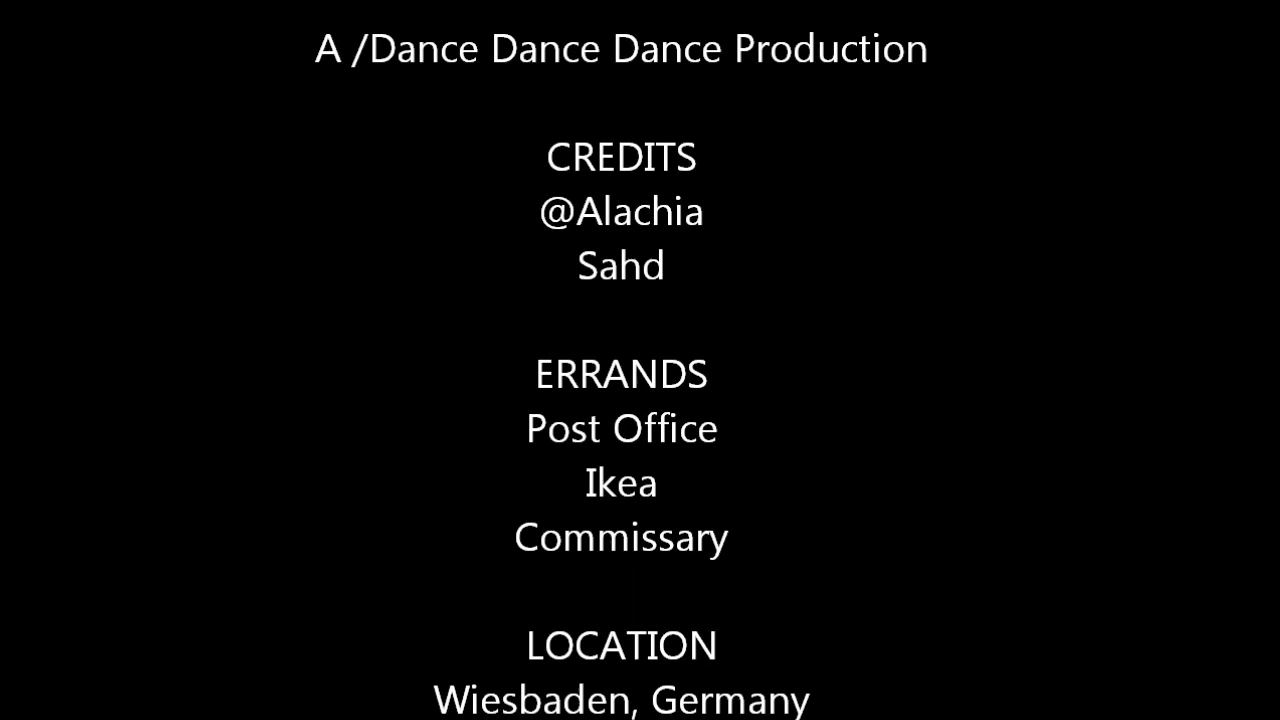 A /Dance Dance Dance Production
CREDITS
@Alachia
Sahd
ERRANDS
Post Office
Ikea
Commissary
LOCATION
Wiesbaden, Germany